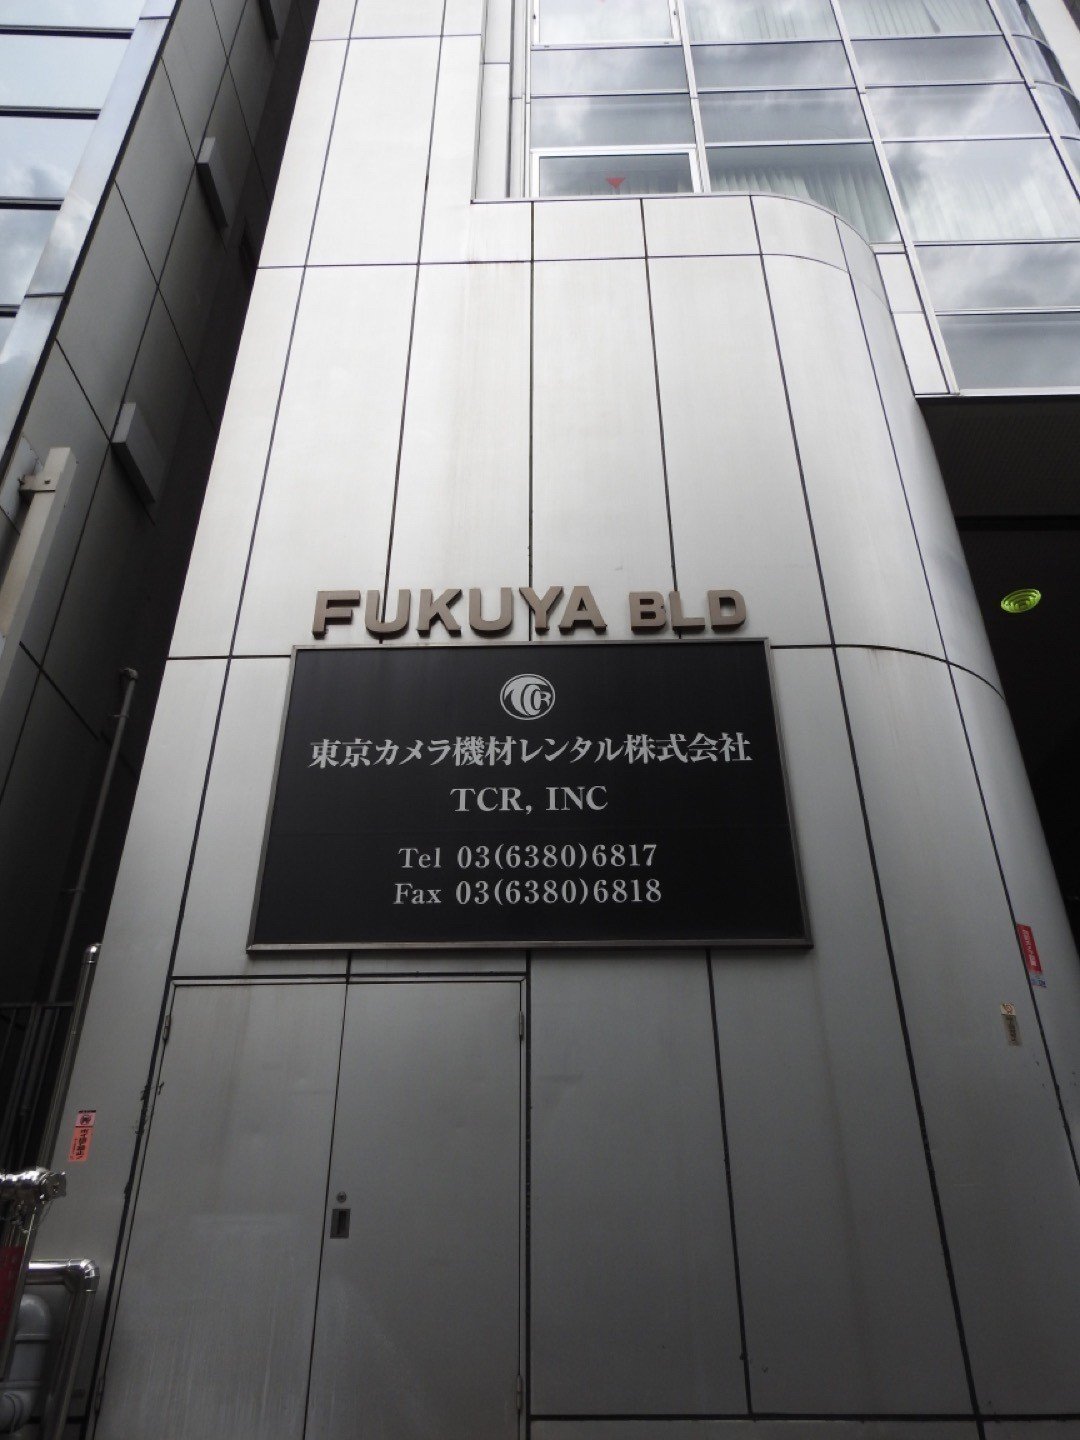 FUKUYA BLD
TCR
東京カメラ機材レンタル株式会社
TCR, INC
Tel 03(6380)6817
Fax 03(6380)6818